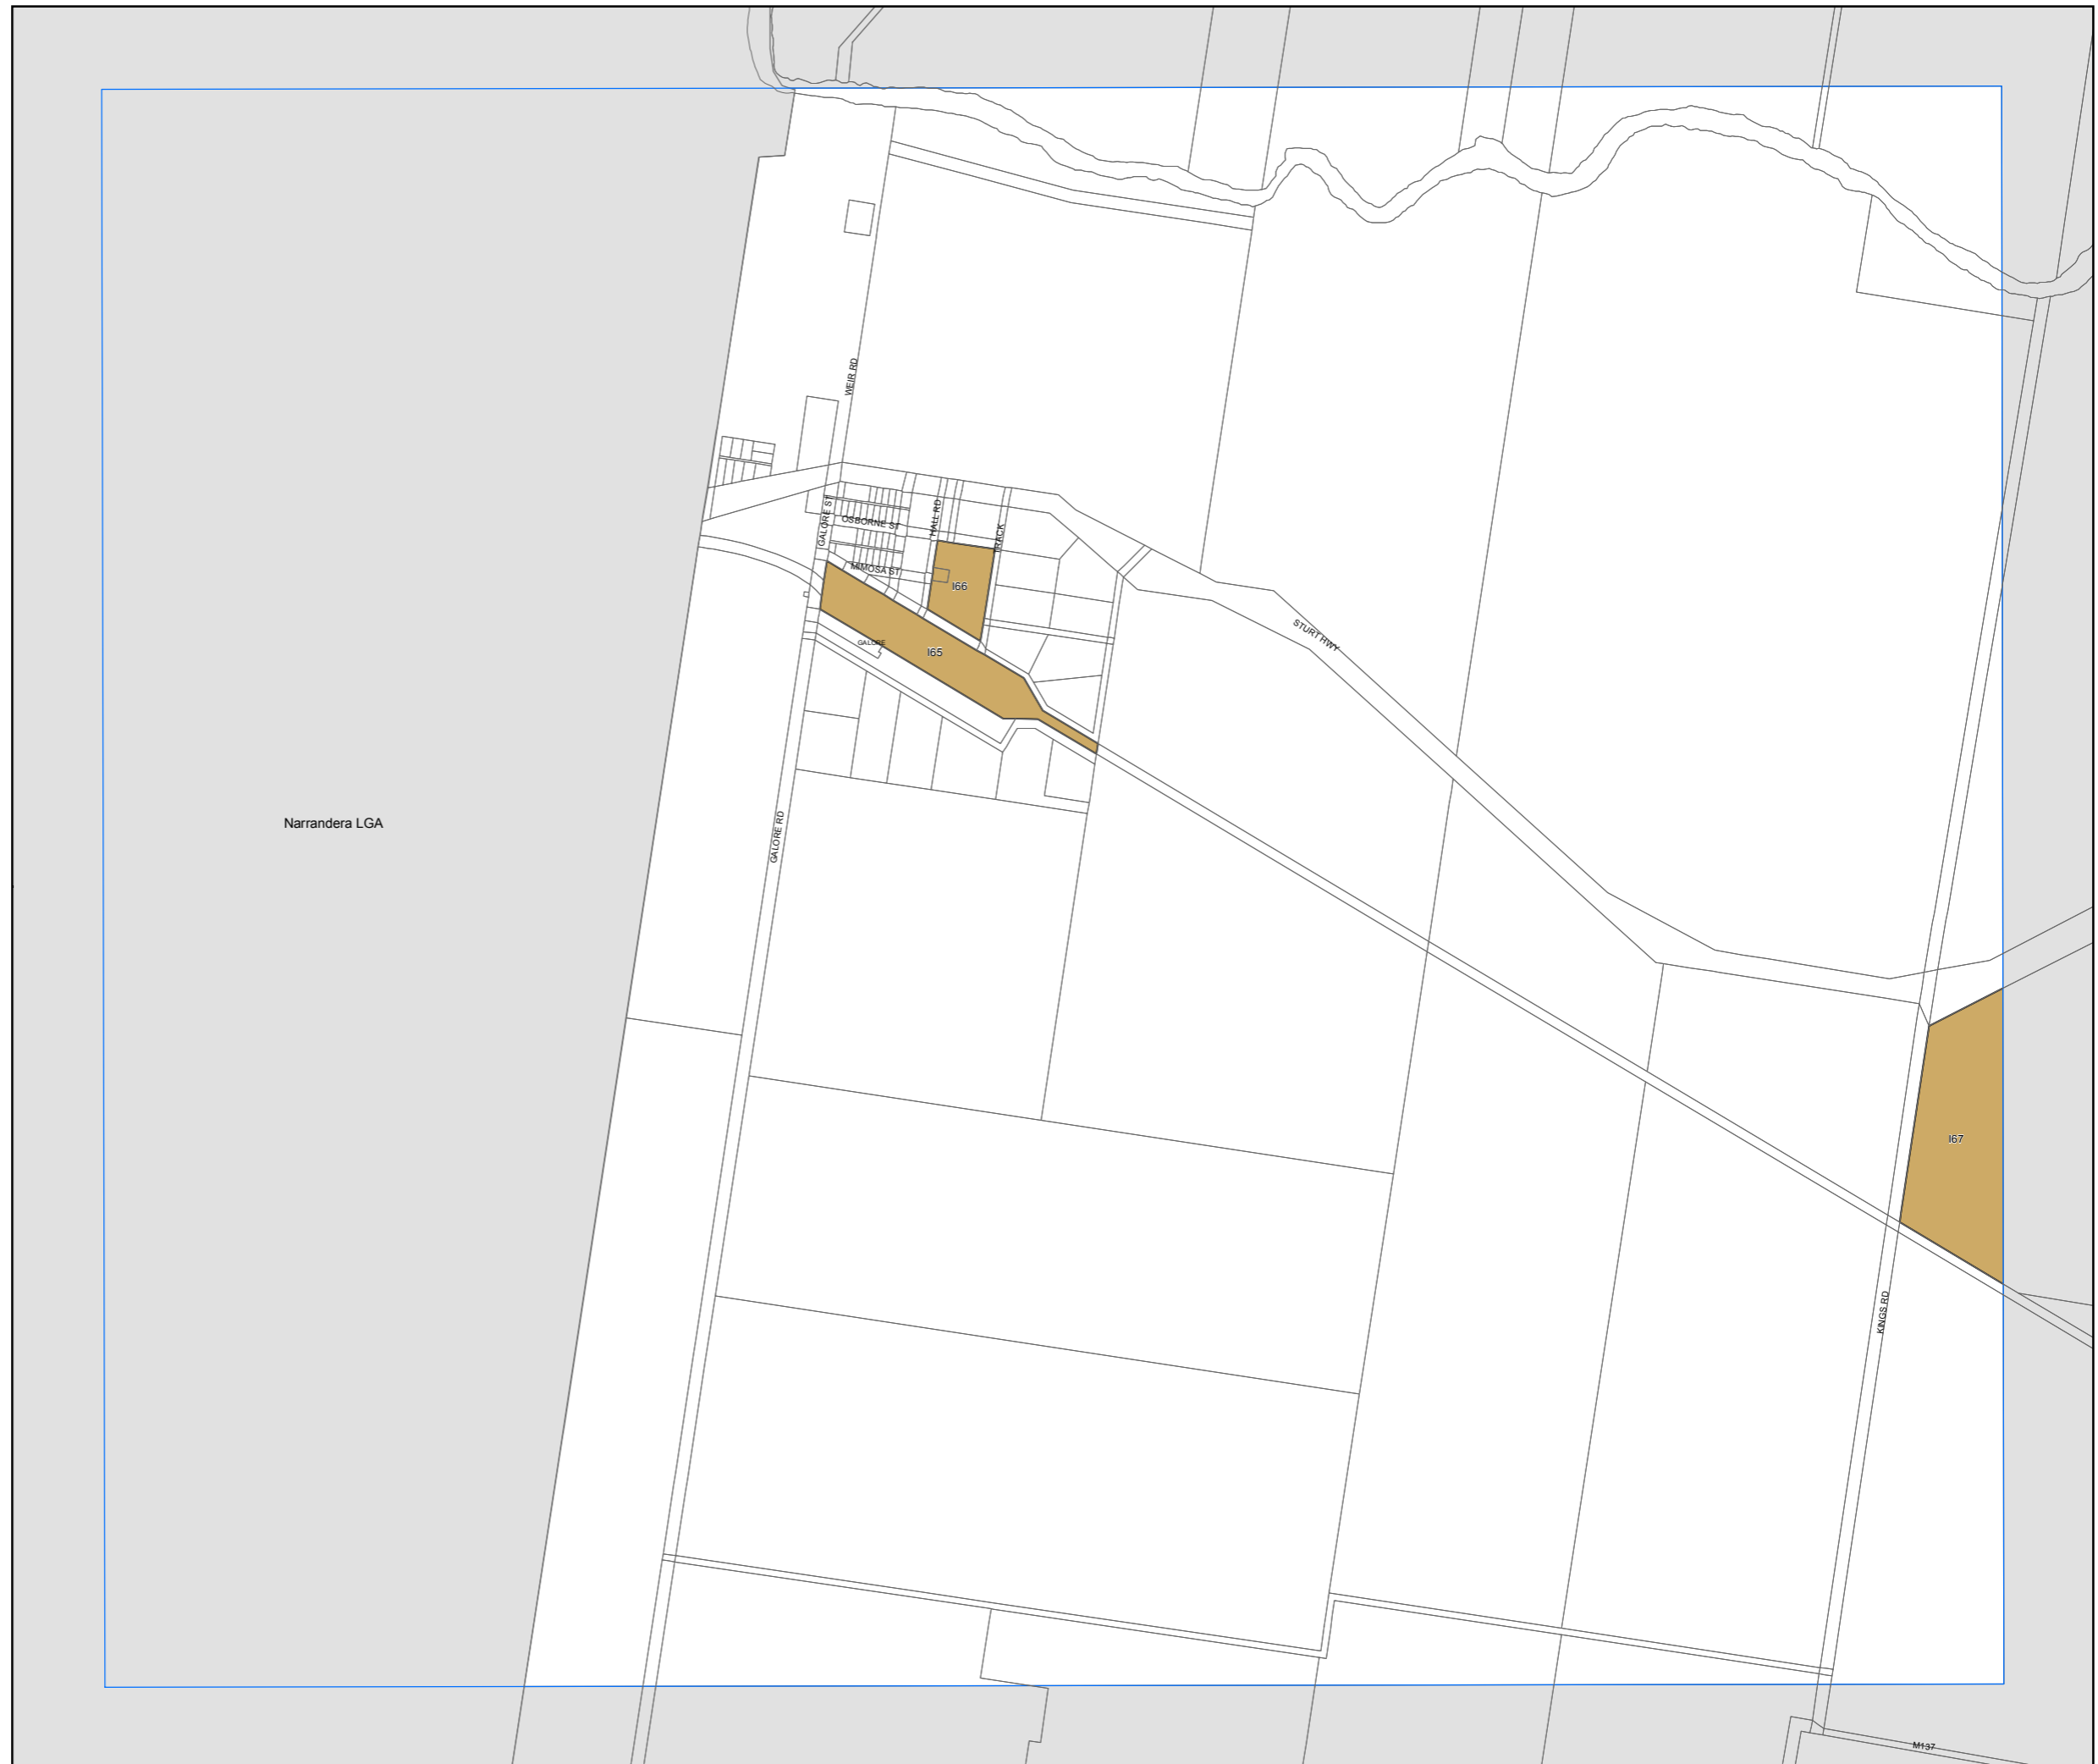 WEIR RD
GALORE ST
OSBORNE ST
HALL RD
TRACK
MIMOSA ST
I66
GALORE
I65
STURT HWY
Narrandera LGA
GALORE RD
I67
KINGS RD
M137